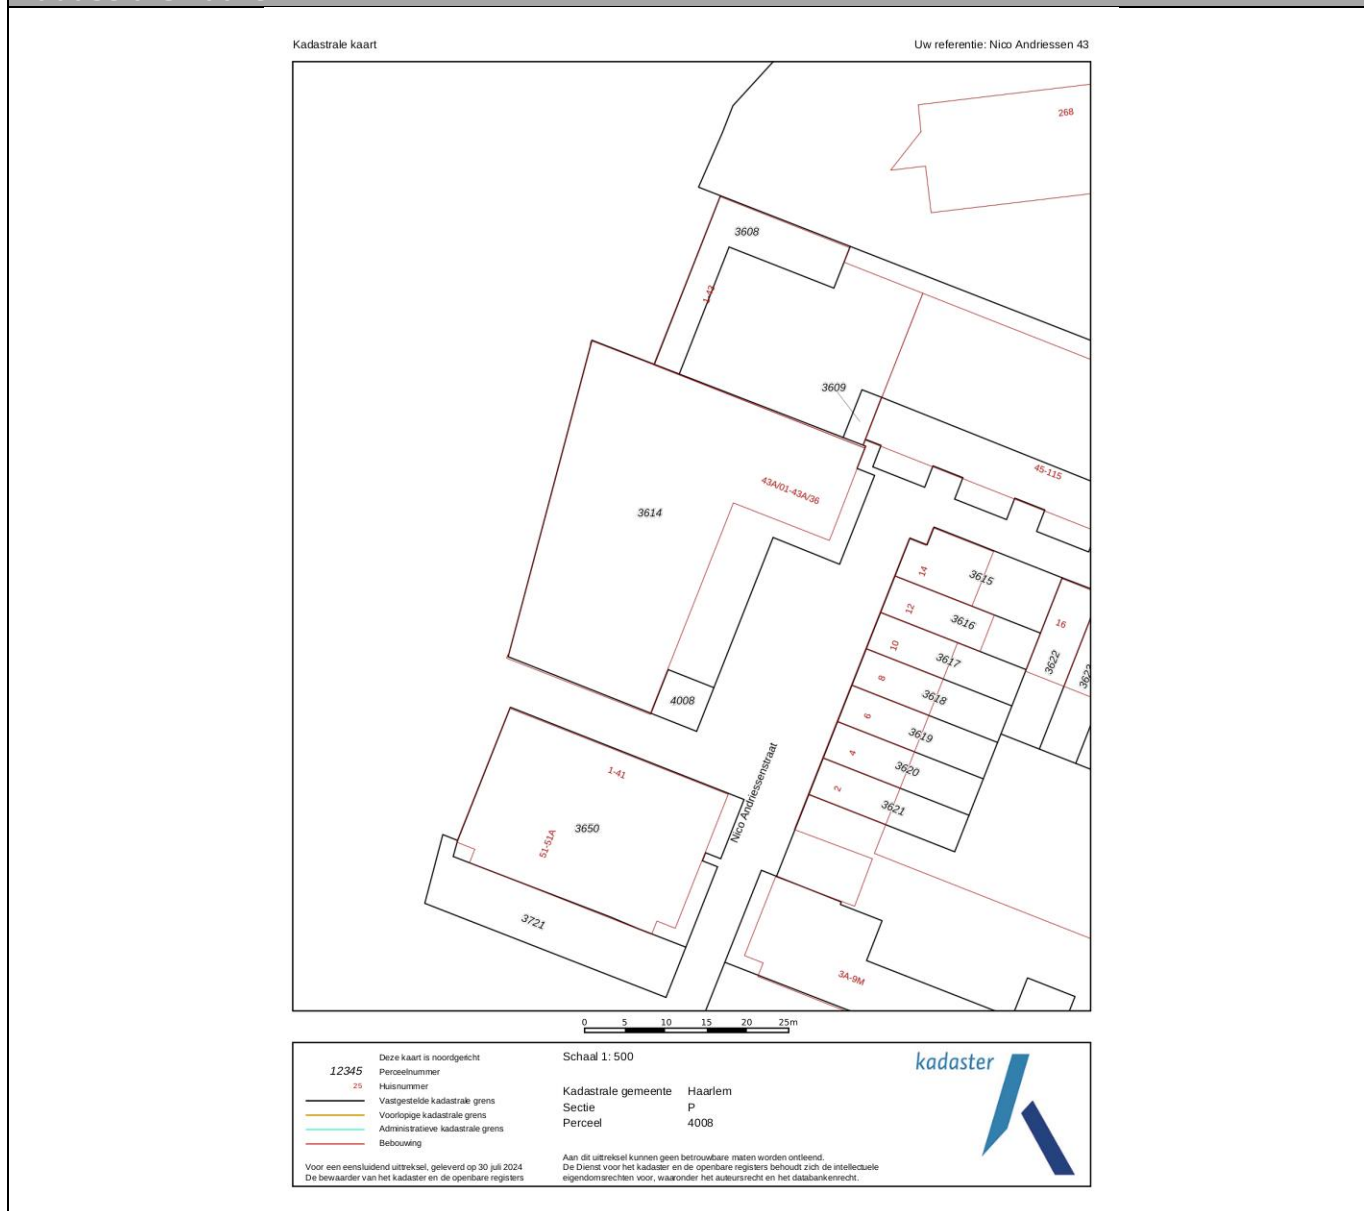 Kadastrale kaart
Uw referentie: Nico Andriessen 43
268
3608
1-43
3609
45-115
43A/01-43A/36
3614
14
3615
12
3616
16
10
3617
3622
3623
8
3618
4008
6
3619
4
3620
2
3621
Nico Andriessenstraat
1-41
3650
51-51A
3721
3A-9M
0 5 10 15 20 25m
Deze kaart is noordgericht
12345 Perceelnummer
25 Huisnummer
Vastgestelde kadastrale grens
Voorlopige kadastrale grens
Administratieve kadastrale grens
Bebouwing
Voor een eensluidend uittreksel, geleverd op 30 juli 2024
De bewaarder van het kadaster en de openbare registers
Schaal 1: 500
Kadastrale gemeente Haarlem
Sectie P
Perceel 4008
Aan dit uittreksel kunnen geen betrouwbare maten worden ontleend.
De Dienst voor het kadaster en de openbare registers behoudt zich de intellectuele
eigendomsrechten voor, waaronder het auteursrecht en het databankenrecht.
kadaster